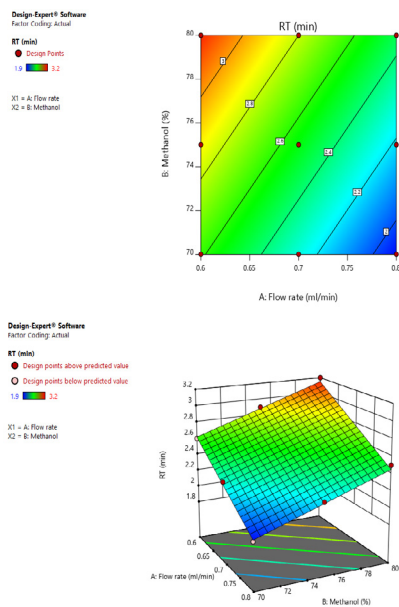 Design-Expert® Software
Factor Coding: Actual
RT (min)
Design Points
1.9 3.2
X1 = A: Flow rate
X2 = B: Methanol
RT (min)
B: Methanol (%)
80
78
76
74
72
70
0.6
0.65
0.7
0.75
0.8
A: Flow rate (ml/min)
3
2.8
2.6
2.4
2.2
2
Design-Expert® Software
Factor Coding: Actual
RT (min)
Design points above predicted value
Design points below predicted value
1.9 3.2
X1 = A: Flow rate
X2 = B: Methanol
RT (min)
3.2
3
2.8
2.6
2.4
2.2
2
1.8
0.6
0.65
0.7
0.75
0.8
A: Flow rate (ml/min)
70
72
74
76
78
80
B: Methanol (%)